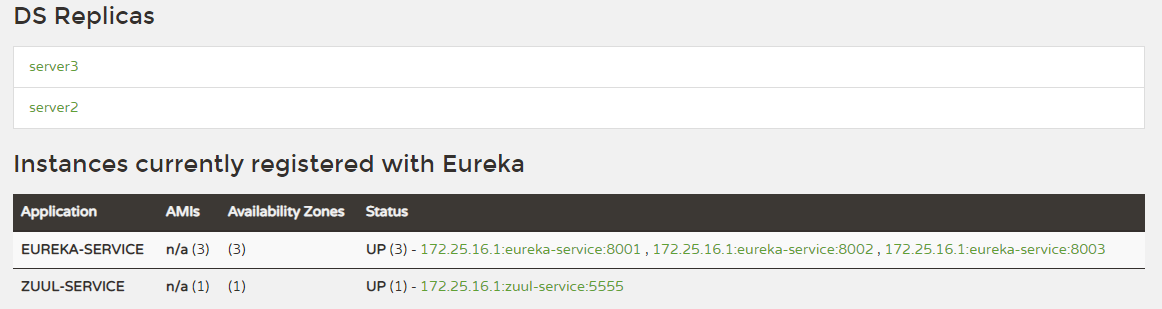 DS Replicas
server3
server2
Instances currently registered with Eureka
Application AMIs Availability Zones Status
EUREKA-SERVICE n/a (3) (3) UP (3) - 172.25.16.1:eureka-service:8001 , 172.25.16.1:eureka-service:8002 , 172.25.16.1:eureka-service:8003
ZUUL-SERVICE n/a (1) (1) UP (1) - 172.25.16.1:zuul-service:5555